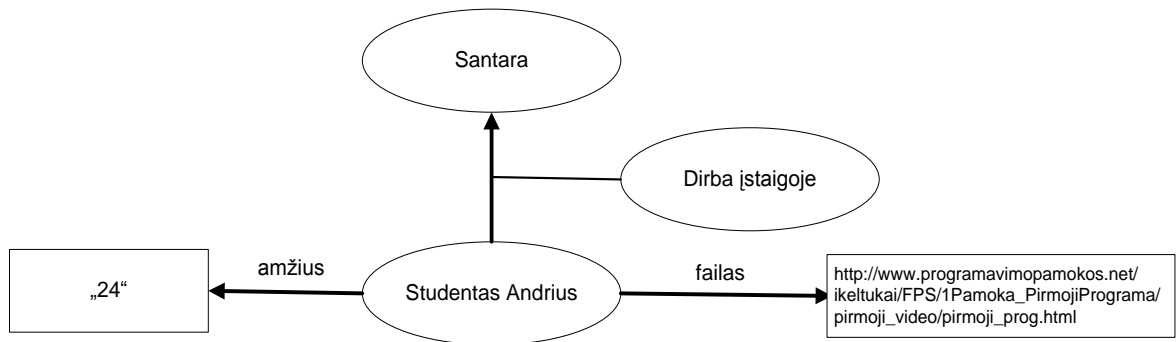 Santara
Dirba įstaigoje
amžius
failas
„24“
Studentas Andrius
http://www.programavimopamokos.net/
ikeltukai/FPS/1Pamoka_PirmojiPrograma/
pirmoji_video/pirmoji_prog.html